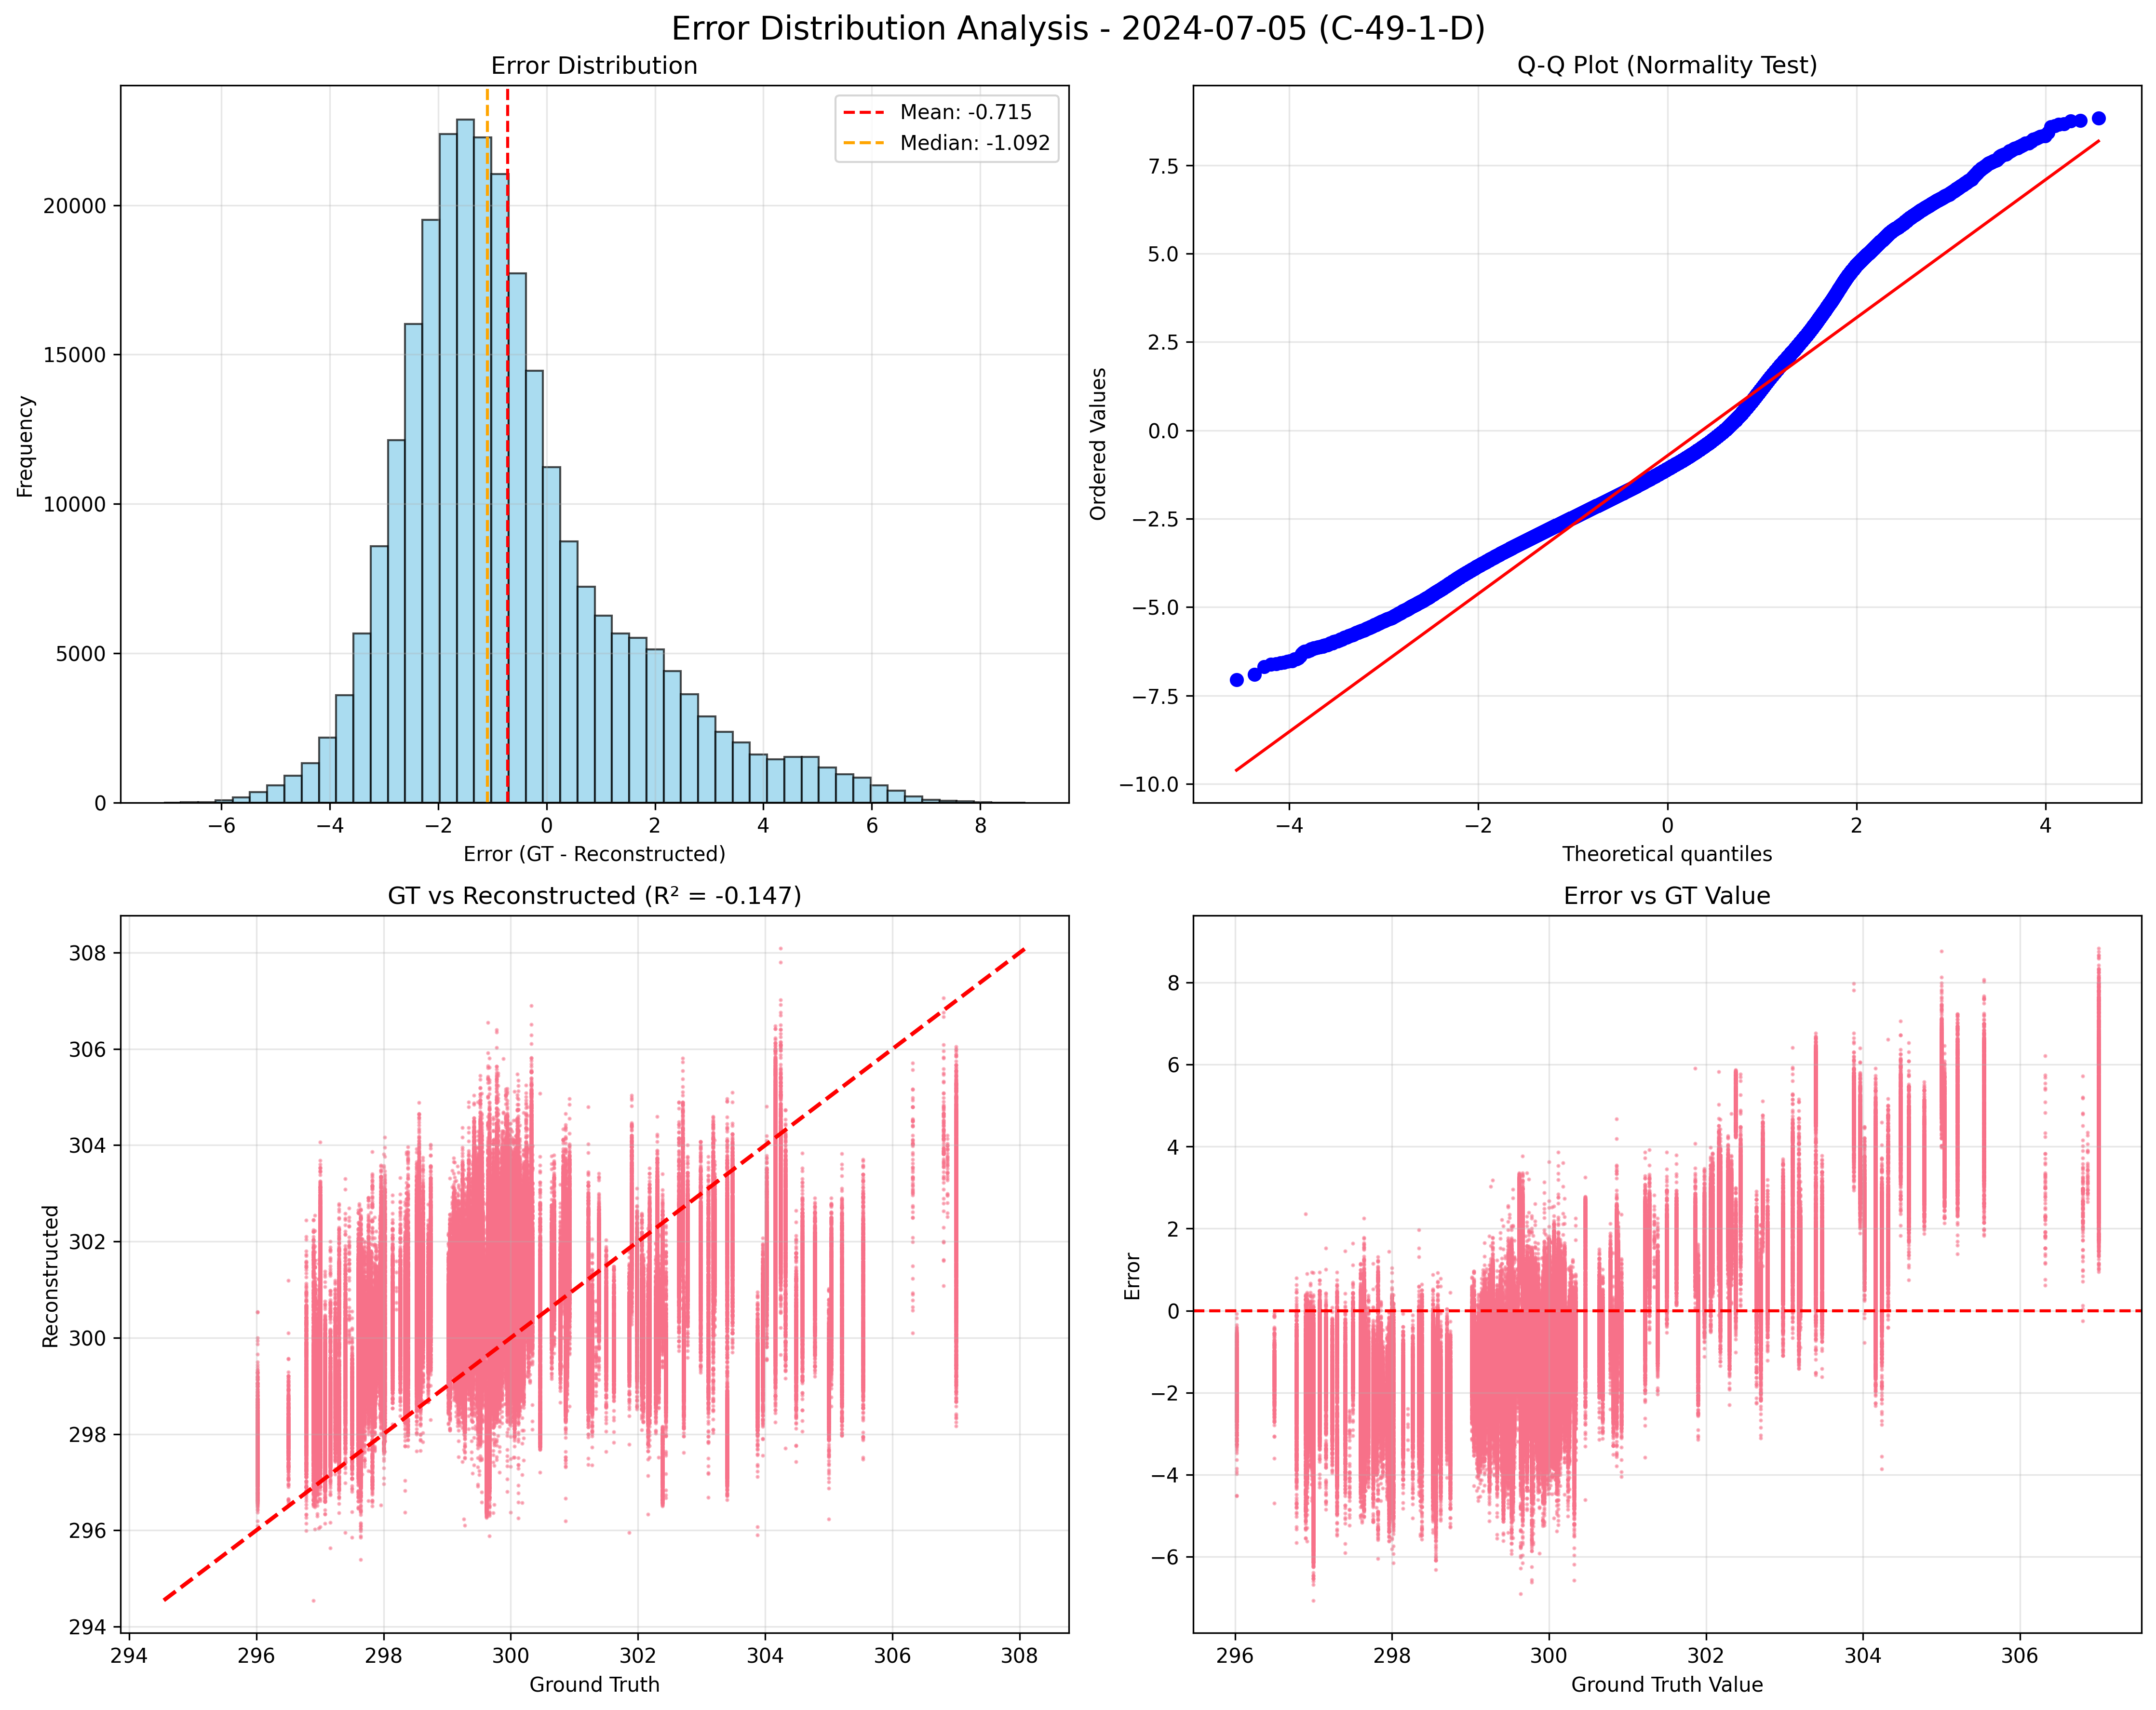 Error Distribution Analysis - 2024-07-05 (C-49-1-D)
Error Distribution
Mean: -0.715
Median: -1.092
Frequency
20000
15000
10000
5000
0
−6 −4 −2 0 2 4 6 8
Error (GT - Reconstructed)
Q-Q Plot (Normality Test)
Ordered Values
7.5
5.0
2.5
0.0
−2.5
−5.0
−7.5
−10.0
−4 −2 0 2 4
Theoretical quantiles
GT vs Reconstructed (R² = -0.147)
Reconstructed
308
306
304
302
300
298
296
294
294 296 298 300 302 304 306 308
Ground Truth
Error vs GT Value
Error
8
6
4
2
0
−2
−4
−6
296 298 300 302 304 306
Ground Truth Value